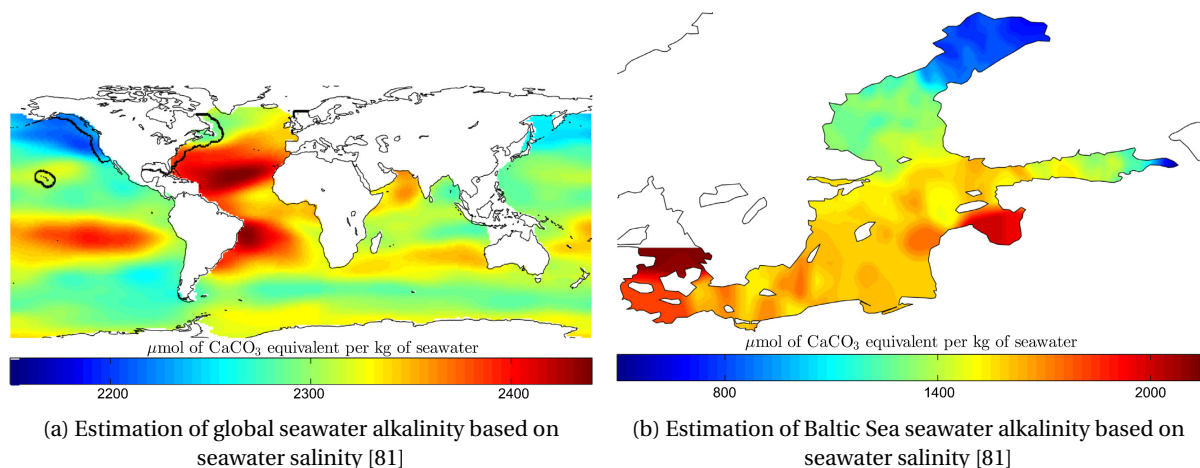 μmol of CaCO₃ equivalent per kg of seawater
2200 2300 2400
(a) Estimation of global seawater alkalinity based on
seawater salinity [81]
μmol of CaCO₃ equivalent per kg of seawater
800 1400 2000
(b) Estimation of Baltic Sea seawater alkalinity based on
seawater salinity [81]